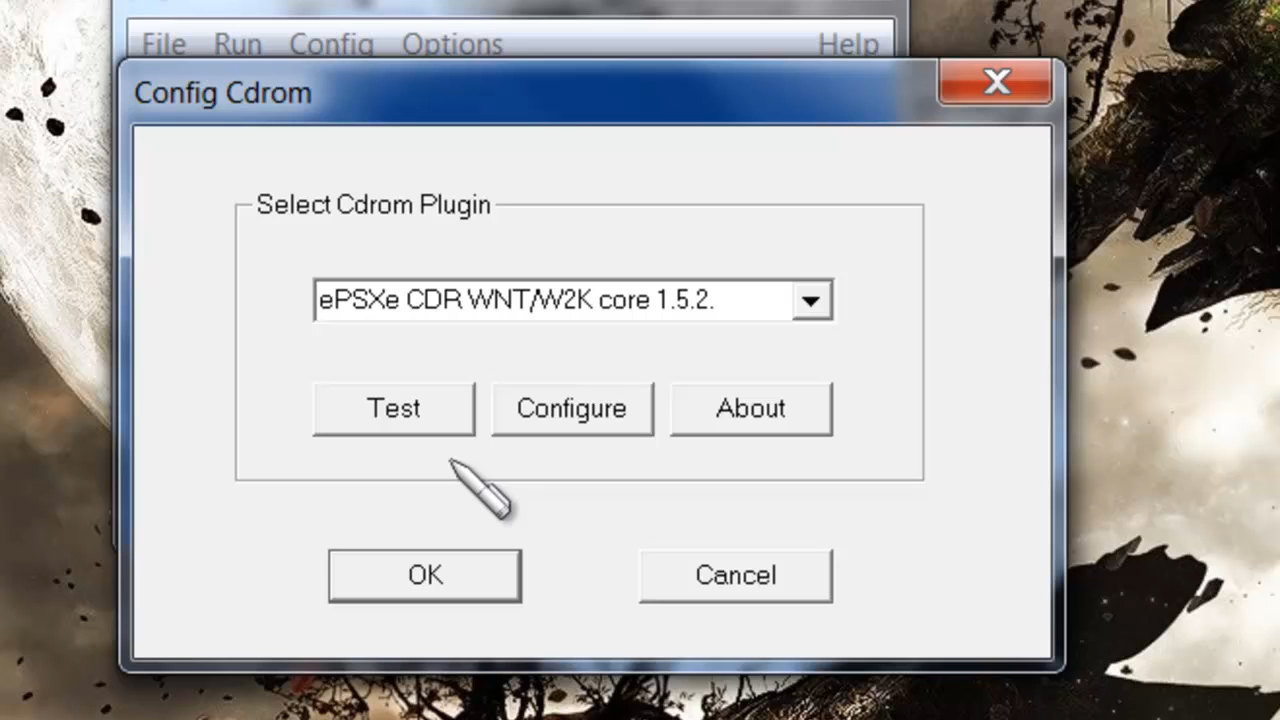 File Run Config Options Help
Config Cdrom
Select Cdrom Plugin
ePSXe CDR WNT/W2K core 1.5.2.
Test Configure About
OK Cancel